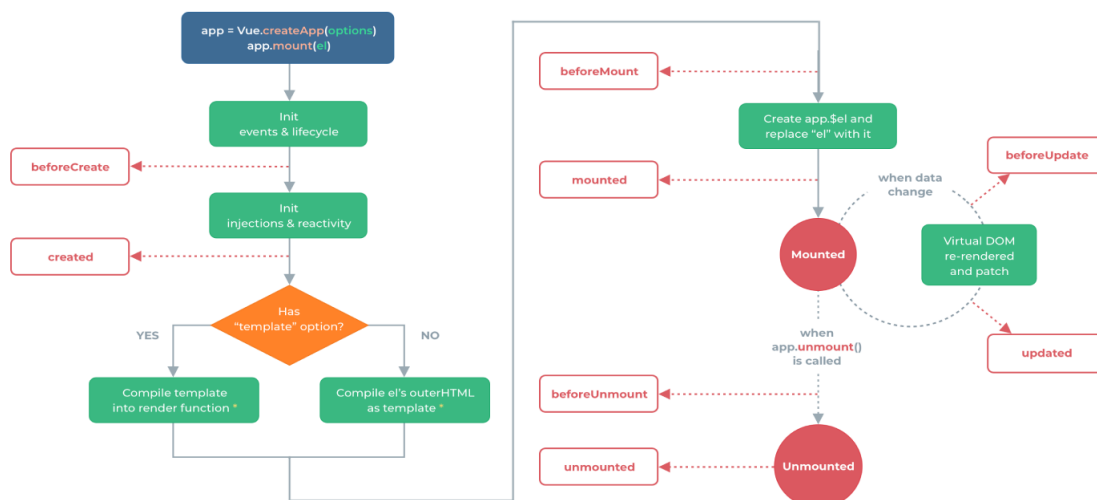 app = Vue.createApp(options)
app.mount(el)
Init
events & lifecycle
beforeCreate
Init
injections & reactivity
created
Has
“template” option?
YES
NO
Compile template
into render function *
Compile el's outerHTML
as template *
beforeMount
Create app.$el and
replace “el” with it
mounted
Mounted
when data
change
beforeUpdate
Virtual DOM
re-rendered
and patch
updated
when
app.unmount()
is called
beforeUnmount
Unmounted
unmounted